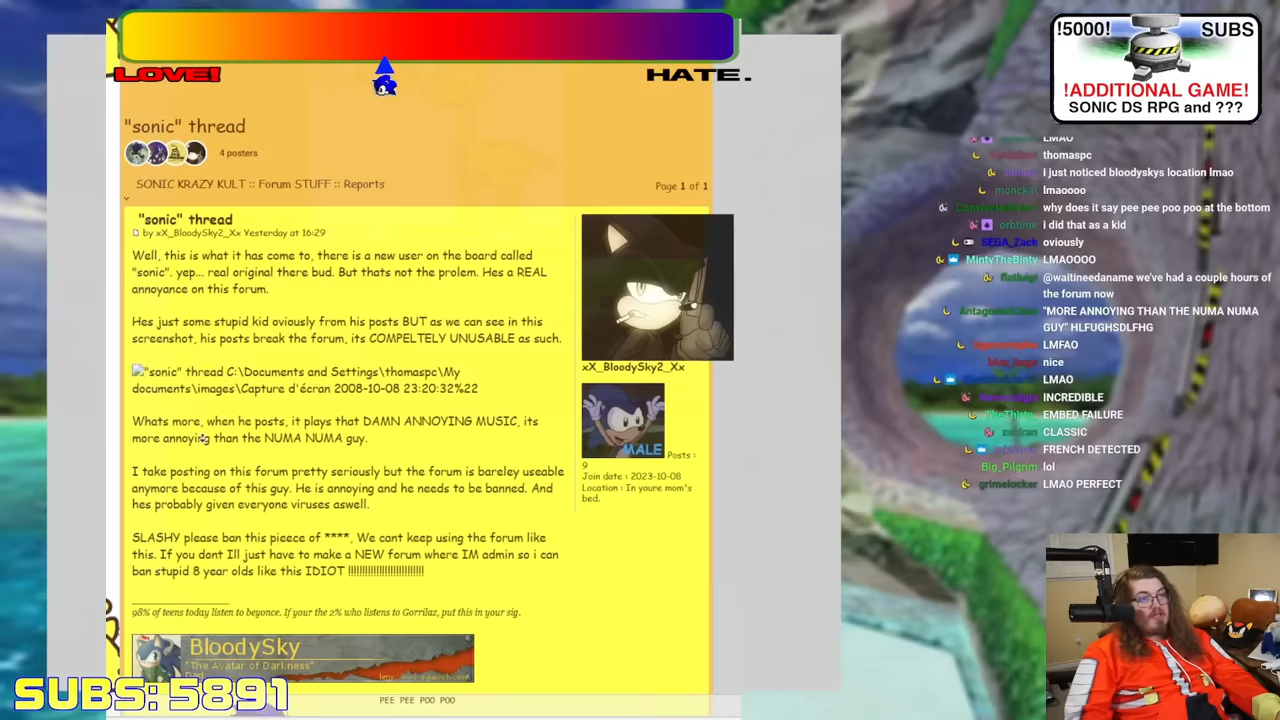 LOVE!
HATE.
"sonic" thread
4 posters
SONIC KRAZY KULT :: Forum STUFF :: Reports
Page 1 of 1
"sonic" thread
by xX_BloodySky2_Xx Yesterday at 16:29
Well, this is what it has come to, there is a new user on the board called
"sonic". yep... real original there bud. But thats not the prolem. Hes a REAL
annoyance on this forum.
Hes just some stupid kid oviously from his posts BUT as we can see in this
screenshot, his posts break the forum, its COMPELTELY UNUSABLE as such.
"sonic" thread C:\Documents and Settings\thomaspc\My
documents\images\Capture d'écran 2008-10-08 23:20:32%22
Whats more, when he posts, it plays that DAMN ANNOYING MUSIC, its
more annoying than the NUMA NUMA guy.
I take posting on this forum pretty seriously but the forum is bareley useable
anymore because of this guy. He is annoying and he needs to be banned. And
hes probably given everyone viruses aswell.
SLASHY please ban this pieece of ****, We cant keep using the forum like
this. If you dont Ill just have to make a NEW forum where IM admin so i can
ban stupid 8 year olds like this IDIOT !!!!!!!!!!!!!!!!!!!!!!!!!!
98% of teens today listen to beyonce. If your the 2% who listens to Gorrilaz, put this in your sig.
BloodySky
"The Avatar of Dark.ness"
PEE PEE POO POO
xX_BloodySky2_Xx
MALE
Posts :
9
Join date : 2023-10-08
Location : In youre mom's
bed.
SUBS: 5891
!5000! SUBS
!ADDITIONAL GAME!
SONIC DS RPG and ???
LMAO
thomaspc
i just noticed bloodyskys location lmao
moncka lmaoooo
why does it say pee pee poo poo at the bottom
orbtime i did that as a kid
SEGA_Zack oviously
MintyTheBinty LMAOOOO
flatluigi @waltineedaname we've had a couple hours of
the forum now
"MORE ANNOYING THAN THE NUMA NUMA
GUY" HLFUGHSDLFHG
LMFAO
nice
LMAO
INCREDIBLE
TheThirty_ EMBED FAILURE
CLASSIC
FRENCH DETECTED
Big_Pilgrim lol
grimelocker LMAO PERFECT